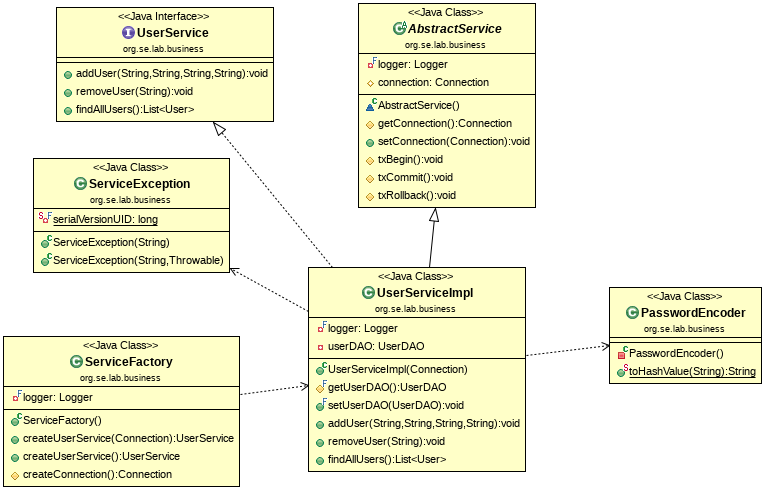 <<Java Interface>>
UserService
org.se.lab.business
addUser(String,String,String,String):void
removeUser(String):void
findAllUsers():List<User>
<<Java Class>>
AbstractService
org.se.lab.business
logger: Logger
connection: Connection
AbstractService()
getConnection():Connection
setConnection(Connection):void
txBegin():void
txCommit():void
txRollback():void
<<Java Class>>
ServiceException
org.se.lab.business
serialVersionUID: long
ServiceException(String)
ServiceException(String,Throwable)
<<Java Class>>
UserServiceImpl
org.se.lab.business
logger: Logger
userDAO: UserDAO
UserServiceImpl(Connection)
getUserDAO():UserDAO
setUserDAO(UserDAO):void
addUser(String,String,String,String):void
removeUser(String):void
findAllUsers():List<User>
<<Java Class>>
PasswordEncoder
org.se.lab.business
PasswordEncoder()
toHashValue(String):String
<<Java Class>>
ServiceFactory
org.se.lab.business
logger: Logger
ServiceFactory()
createUserService(Connection):UserService
createUserService():UserService
createConnection():Connection